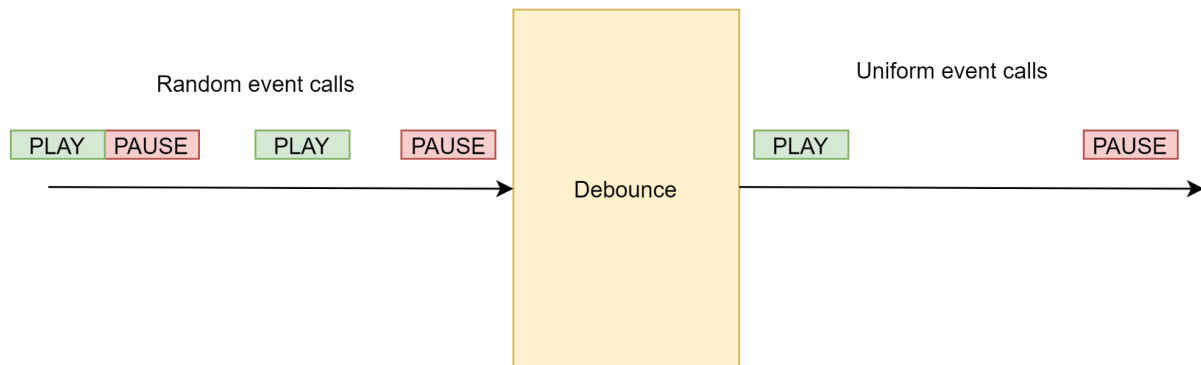 Random event calls
PLAY PAUSE PLAY PAUSE
Debounce
Uniform event calls
PLAY PAUSE